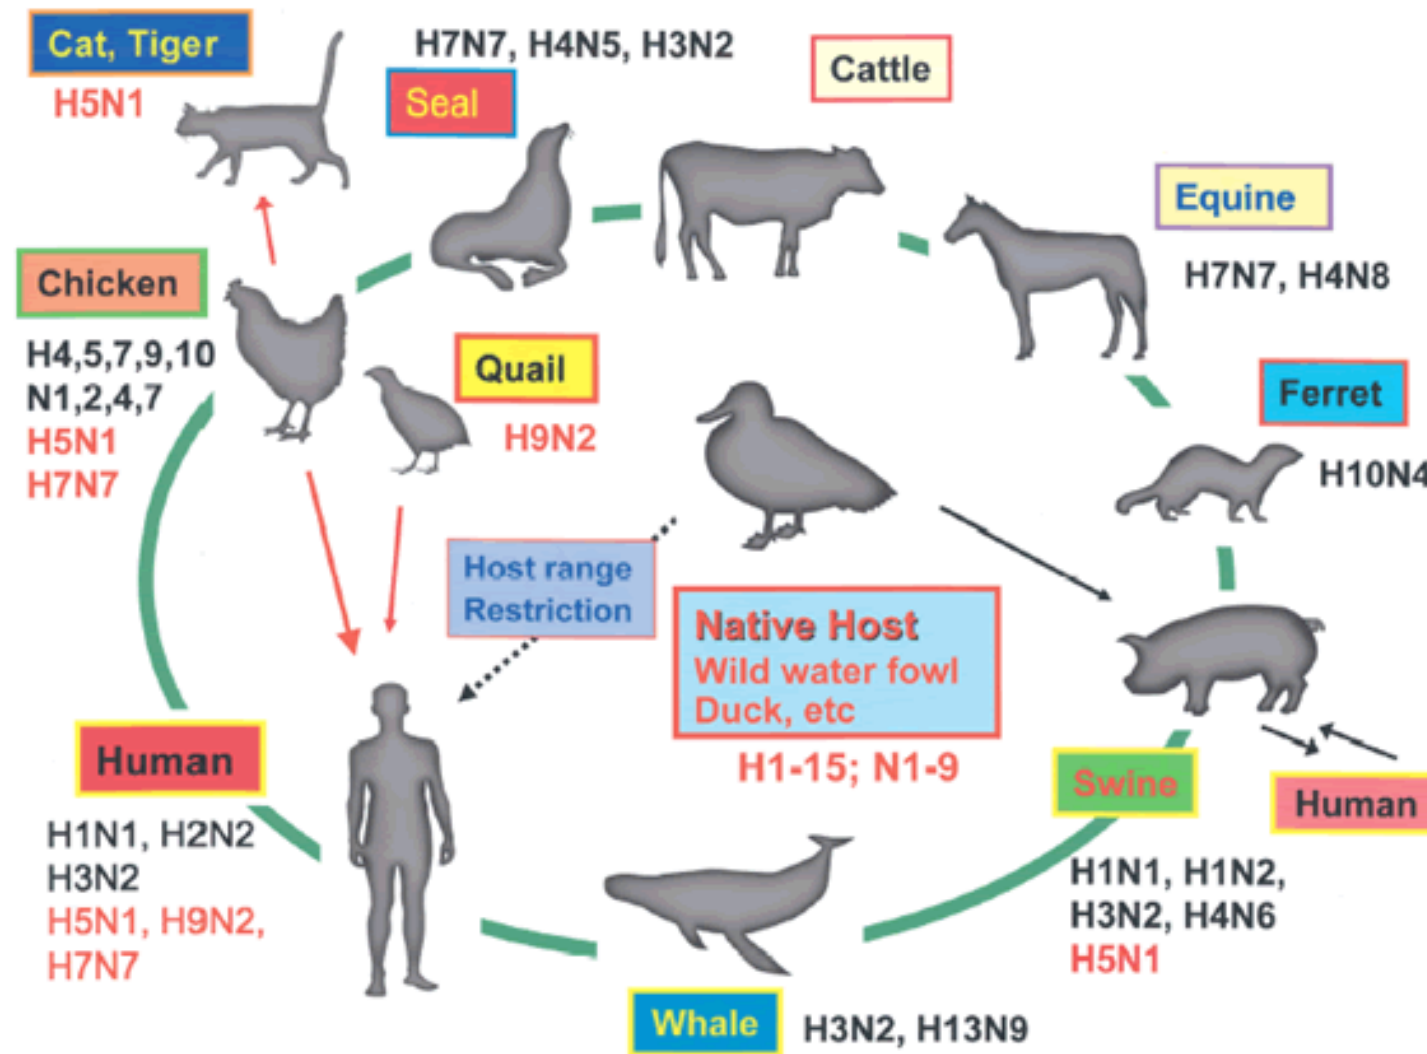 Cat, Tiger
H5N1
H7N7, H4N5, H3N2
Seal
Cattle
Equine
H7N7, H4N8
Chicken
H4,5,7,9,10
N1,2,4,7
H5N1
H7N7
Quail
H9N2
Ferret
H10N4
Host range
Restriction
Native Host
Wild water fowl
Duck, etc
H1-15; N1-9
Human
H1N1, H2N2
H3N2
H5N1, H9N2,
H7N7
Swine
Human
H1N1, H1N2,
H3N2, H4N6
H5N1
Whale
H3N2, H13N9